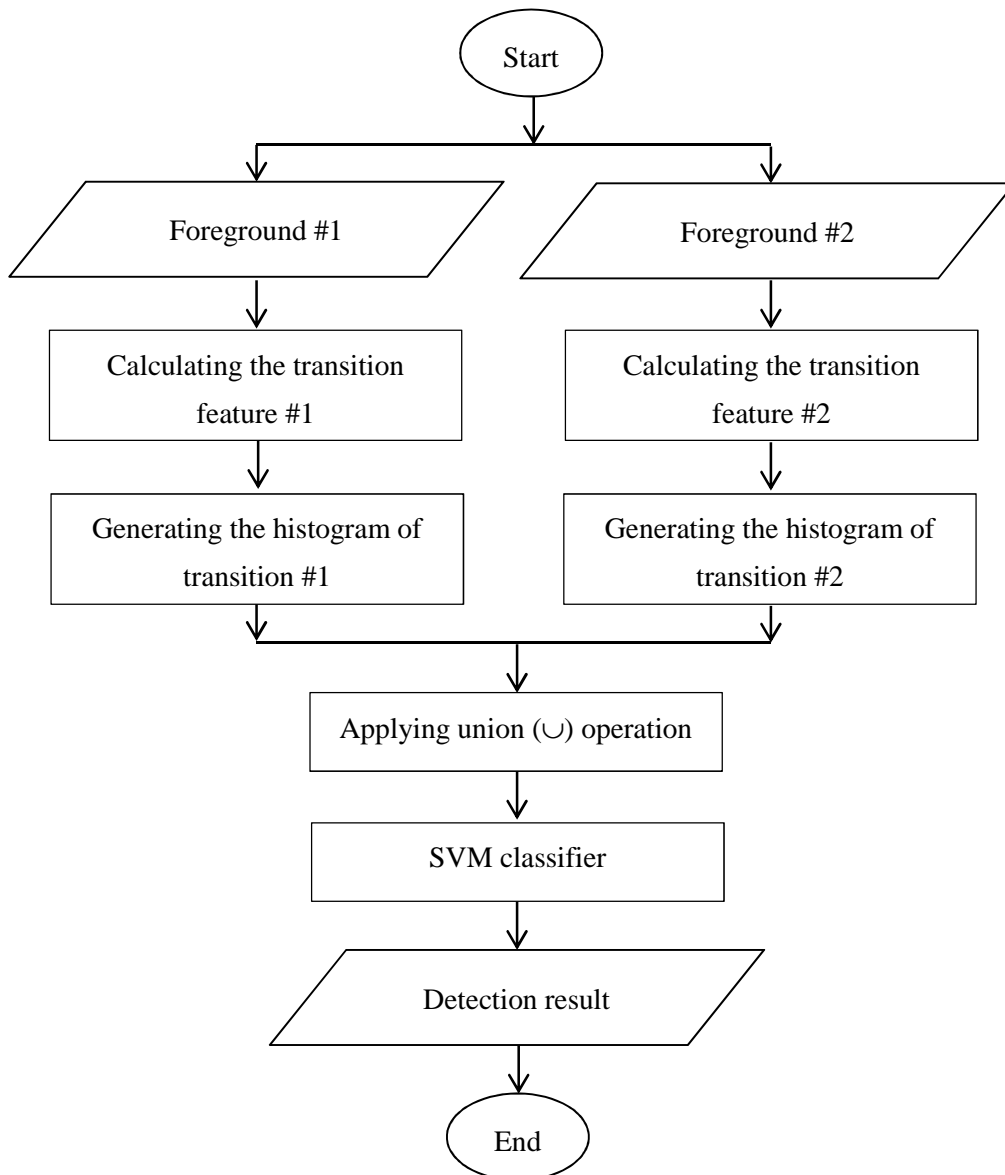 Start
Foreground #1
Foreground #2
Calculating the transition
feature #1
Calculating the transition
feature #2
Generating the histogram of
transition #1
Generating the histogram of
transition #2
Applying union (∪) operation
SVM classifier
Detection result
End